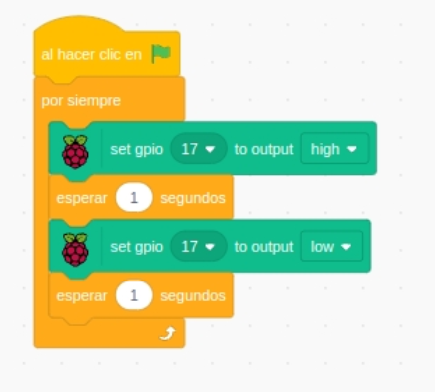 al hacer clic en
por siempre
set gpio 17 to output high
esperar 1 segundos
set gpio 17 to output low
esperar 1 segundos